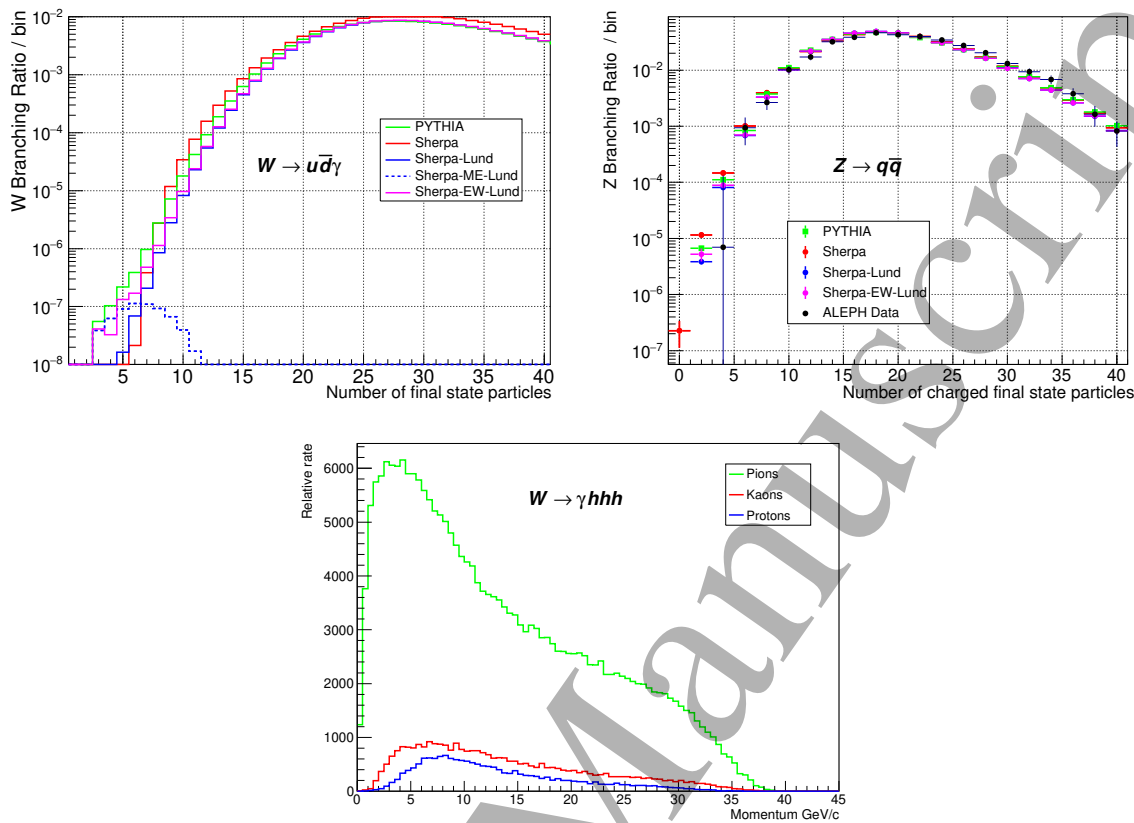 W Branching Ratio / bin
10⁻²
10⁻³
10⁻⁴
10⁻⁵
10⁻⁶
10⁻⁷
10⁻⁸
PYTHIA
Sherpa
Sherpa-Lund
Sherpa-ME-Lund
Sherpa-EW-Lund
W → ud̅γ
5 10 15 20 25 30 35 40
Number of final state particles
Z Branching Ratio / bin
10⁻²
10⁻³
10⁻⁴
10⁻⁵
10⁻⁶
10⁻⁷
Z → qq̅
PYTHIA
Sherpa
Sherpa-Lund
Sherpa-EW-Lund
ALEPH Data
0 5 10 15 20 25 30 35 40
Number of charged final state particles
Relative rate
6000
5000
4000
3000
2000
1000
0
W → γhhh
Pions
Kaons
Protons
0 5 10 15 20 25 30 35 40 45
Momentum GeV/c
Manuscrip